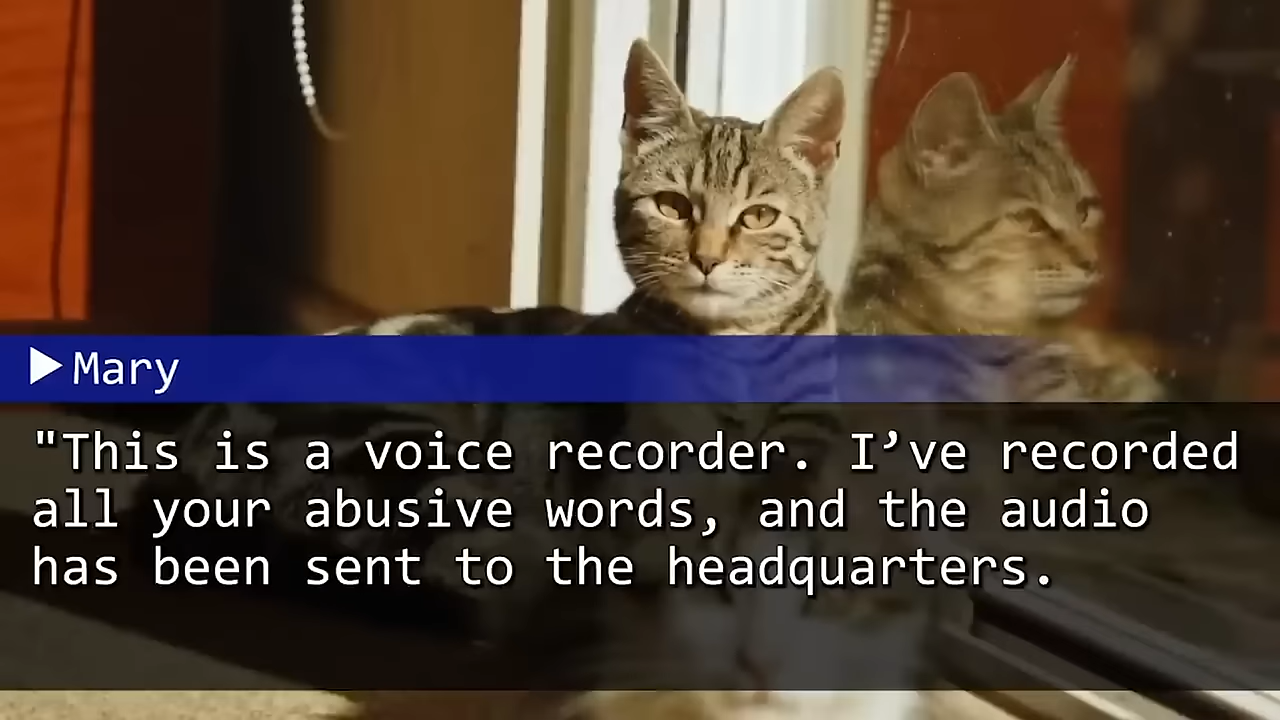 Mary
"This is a voice recorder. I’ve recorded
all your abusive words, and the audio
has been sent to the headquarters.